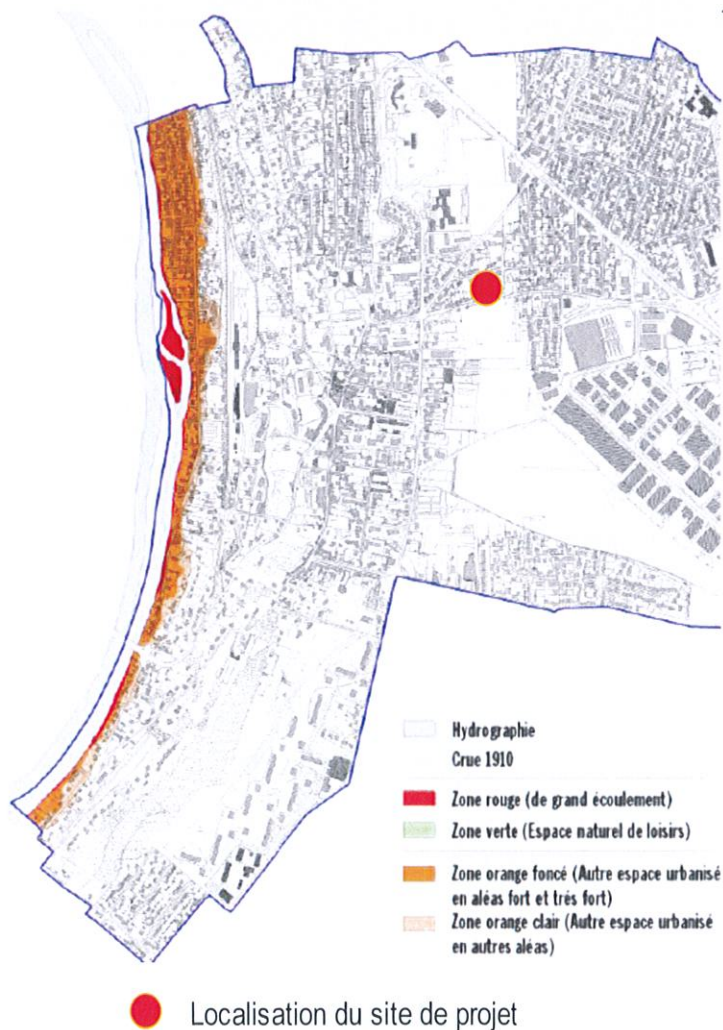 Hydrographie
Crue 1910
Zone rouge (de grand écoulement)
Zone verte (Espace naturel de loisirs)
Zone orange foncé (Autre espace urbanisé
en aléas fort et trés fort)
Zone orange clair (Autre espace urbanisé
en autres aléas)
Localisation du site de projet